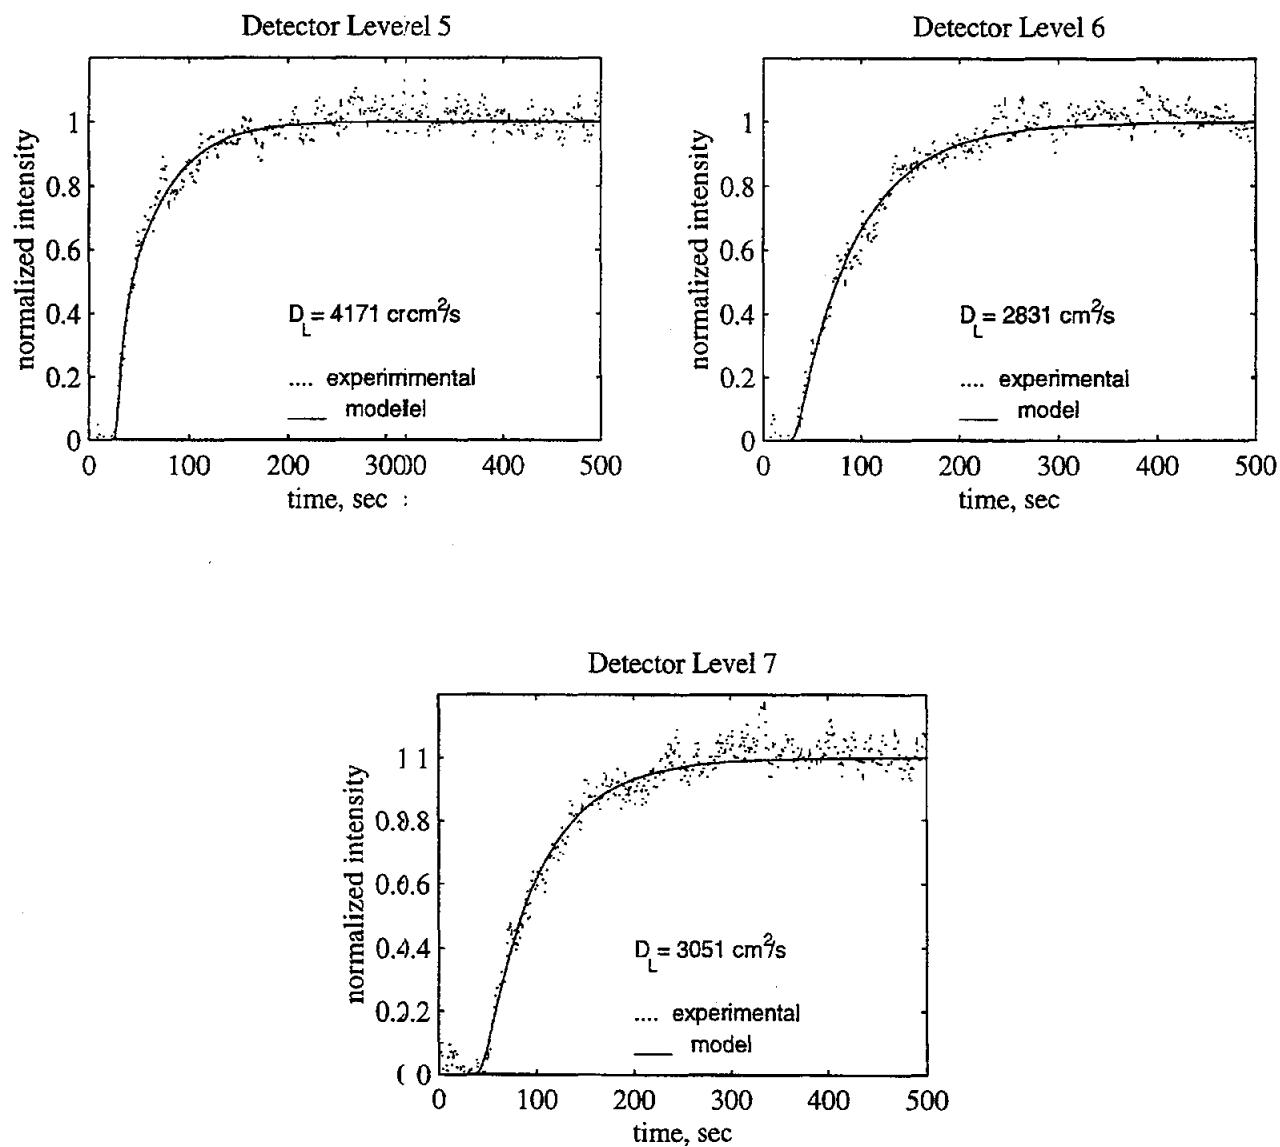 Detector Leve'el 5
normalized intensity
1
0.8
0.6
0.4
0.2
0
D_L = 4171 crcm²/s
.... experimmental
___ modelel
0 100 200 30000 400 500
time, sec :
Detector Level 6
normalized intensity
1
0.8
0.6
0.4
0.2
0
D_L = 2831 cm²/s
.... experimental
___ model
0 100 200 300 400 500
time, sec
Detector Level 7
normalized intensity
1 1
0.8.8
0.0.6
0.4.4
0.2.2
( 0
D_L = 3051 cm²/s
.... experimental
___ model
0 100 200 300 400 500
time, sec